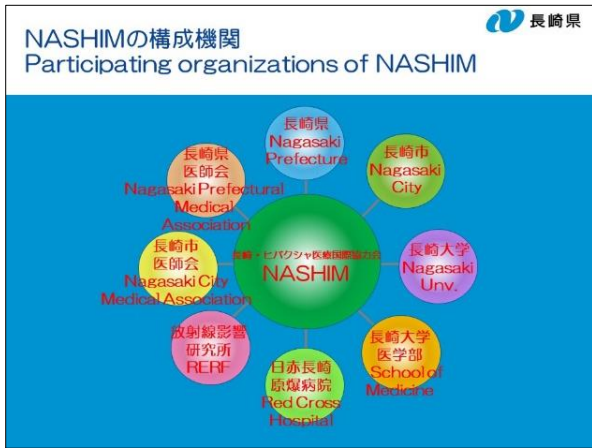 NASHIMの構成機関
Participating organizations of NASHIM
長崎県
長崎県
Nagasaki
Prefecture
長崎市
Nagasaki
City
長崎大学
Nagasaki
Unv.
長崎大学
医学部
School of
Medicine
日赤長崎
原爆病院
Red Cross
Hospital
放射線影響
研究所
RERF
長崎市
医師会
Nagasaki City
Medical Association
長崎県
医師会
Nagasaki Prefectural
Medical
Association
長崎・ヒバクシャ医療国際協力会
NASHIM